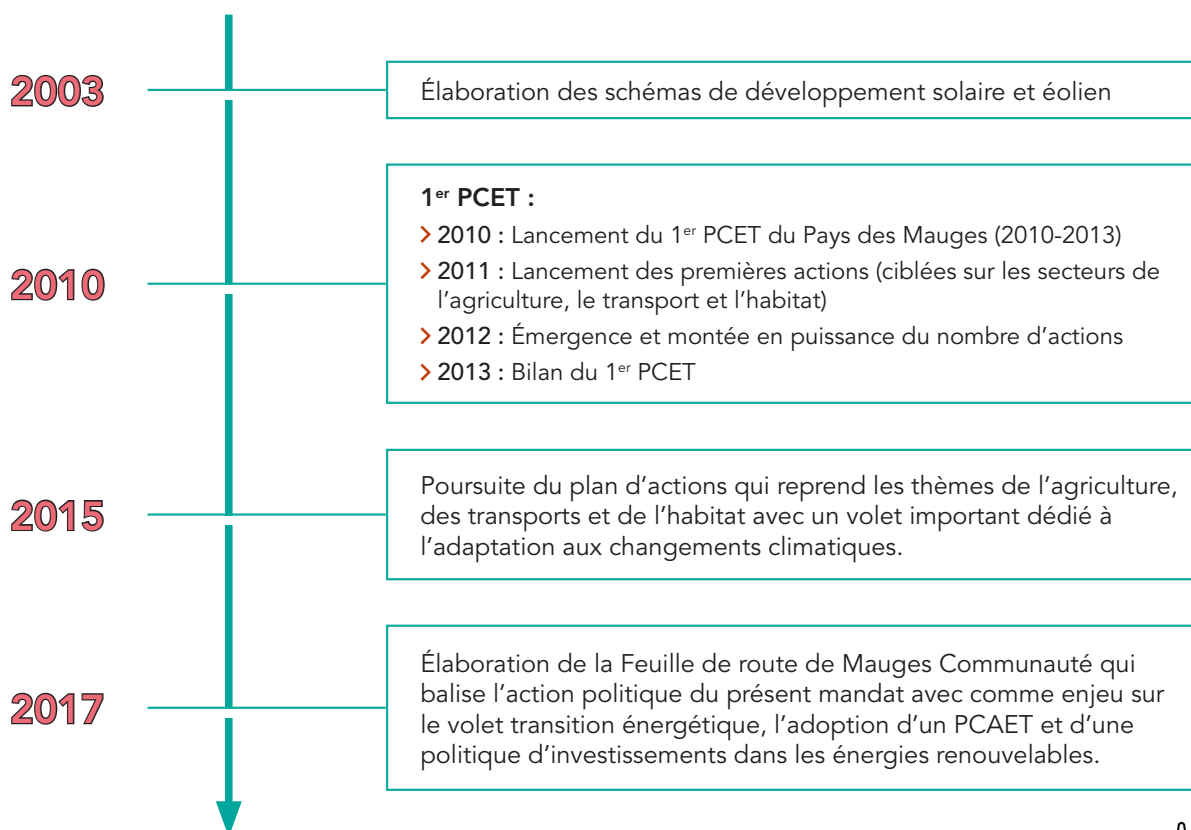 2003
Élaboration des schémas de développement solaire et éolien
2010
1er PCET :
> 2010 : Lancement du 1er PCET du Pays des Mauges (2010-2013)
> 2011 : Lancement des premières actions (ciblées sur les secteurs de
l’agriculture, le transport et l’habitat)
> 2012 : Émergence et montée en puissance du nombre d’actions
> 2013 : Bilan du 1er PCET
2015
Poursuite du plan d’actions qui reprend les thèmes de l’agriculture,
des transports et de l’habitat avec un volet important dédié à
l’adaptation aux changements climatiques.
2017
Élaboration de la Feuille de route de Mauges Communauté qui
balise l’action politique du présent mandat avec comme enjeu sur
le volet transition énergétique, l’adoption d’un PCAET et d’une
politique d’investissements dans les énergies renouvelables.